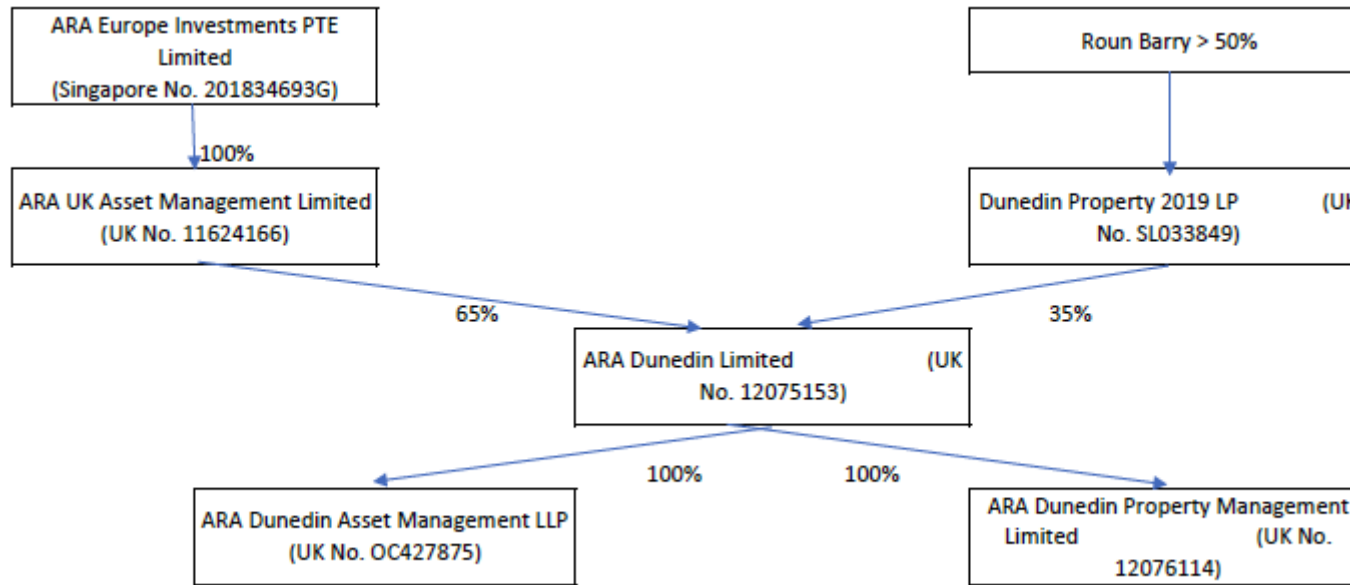 ARA Europe Investments PTE
Limited
(Singapore No. 201834693G)
Roun Barry > 50%
100%
ARA UK Asset Management Limited
(UK No. 11624166)
Dunedin Property 2019 LP (UK
No. SL033849)
65%
35%
ARA Dunedin Limited (UK
No. 12075153)
100%
100%
ARA Dunedin Asset Management LLP
(UK No. OC427875)
ARA Dunedin Property Management
Limited (UK No.
12076114)